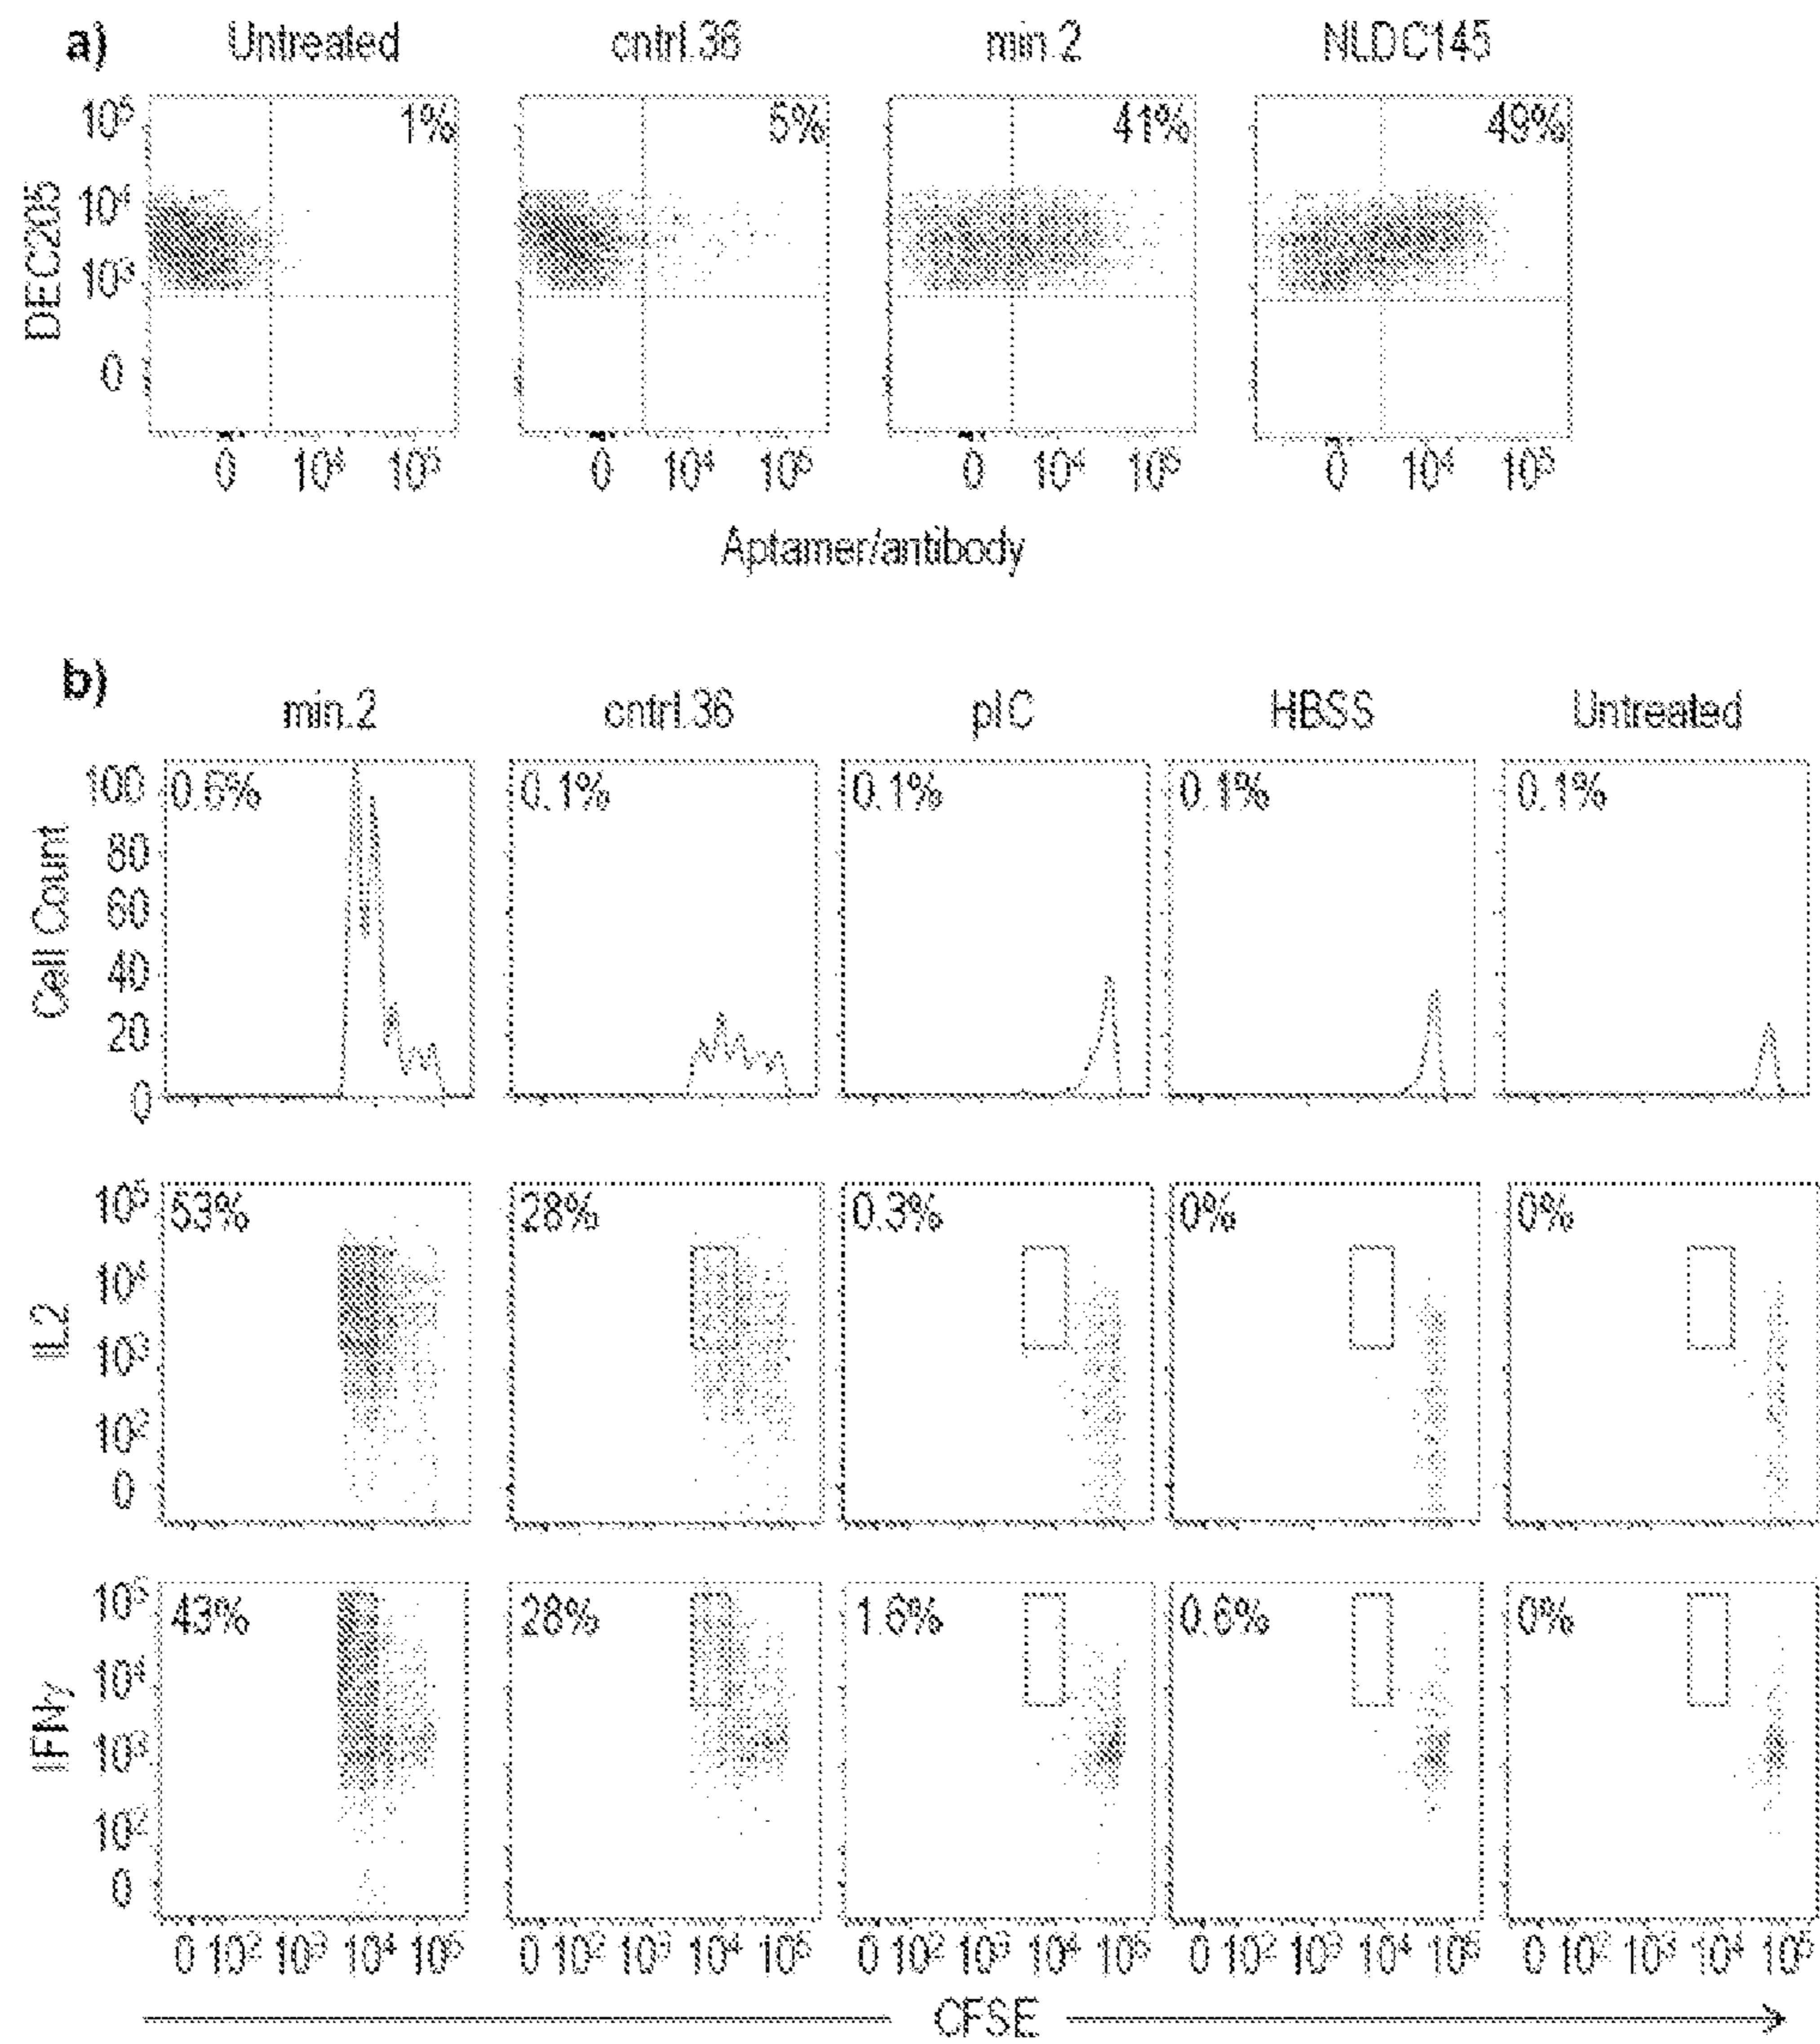 a) Untreated cntrl.36 min.2 NLDC145
10⁵ 1% 5% 41% 49%
10⁴
10³
0
DEC205
0 10⁴ 10⁵ 0 10⁴ 10⁵ 0 10⁴ 10⁵ 0 10⁴ 10⁵
Aptamer/antibody
b)
min.2 cntrl.36 pIC HBSS Untreated
100 0.6% 0.1% 0.1% 0.1% 0.1%
80
60
40
20
0
Cell Count
10⁵ 53% 28% 0.3% 0% 0%
10⁴
10³
10²
0
IL2
10⁵ 43% 28% 1.6% 0.6% 0%
10⁴
10³
10²
0
IFNγ
0 10² 10³ 10⁴ 10⁵ 0 10² 10³ 10⁴ 10⁵ 0 10² 10³ 10⁴ 10⁵ 0 10² 10³ 10⁴ 10⁵ 0 10² 10³ 10⁴ 10⁵
CFSE